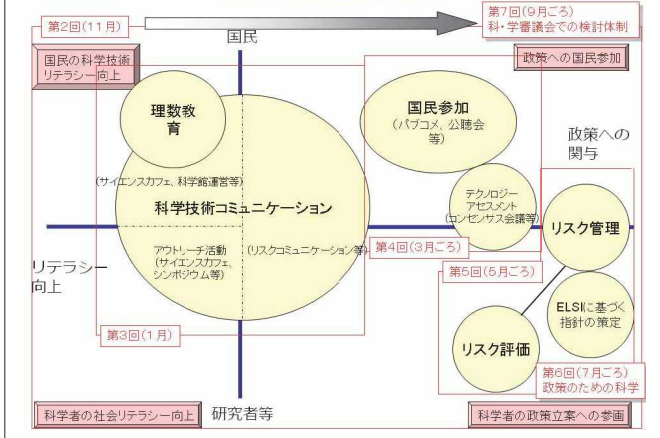 第2回(11月)
第7回(9月ごろ)
科・学審議会での検討体制
国民
国民の科学技術
リテラシー向上
政策への国民参加
理数教
育
国民参加
(パブコメ、公聴会
等)
政策への
関与
(サイエンスカフェ、科学館運営等)
科学技術コミュニケーション
テクノロジー
アセスメント
(コンセンサス会議等)
リスク管理
アウトリーチ活動
(サイエンスカフェ、
シンポジウム等)
(リスクコミュニケーション等)
第4回(3月ごろ)
リテラシー
向上
第5回(5月ごろ)
ELSIに基づく
指針の策定
第3回(1月)
リスク評価
第6回(7月ごろ)
政策のための科学
科学者の社会リテラシー向上
研究者等
科学者の政策立案への参画